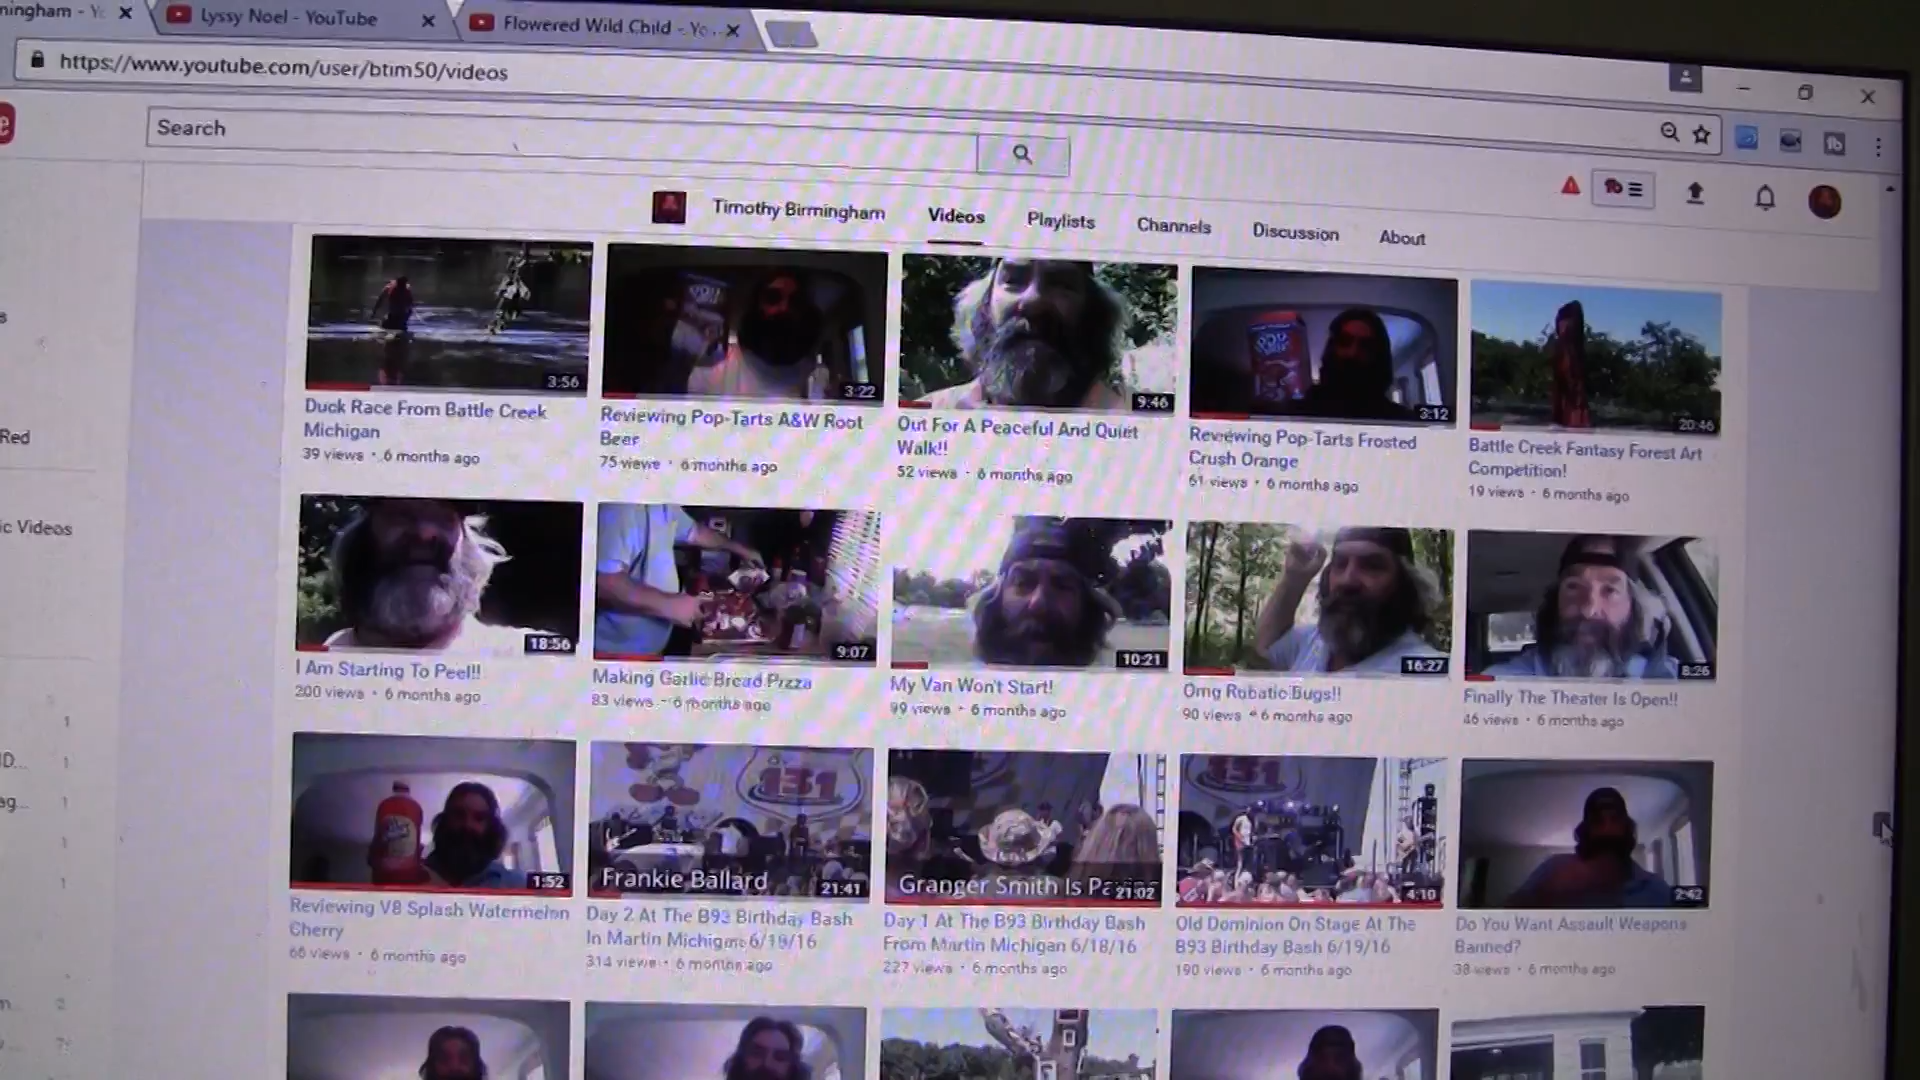 ningham - Yo
Lyssy Noel - YouTube
Flowered Wild Child - Yo
https://www.youtube.com/user/btim50/videos
Search
Timothy Birmingham
Videos
Playlists
Channels
Discussion
About
3:56
3:22
9:46
3:12
20:46
Duck Race From Battle Creek
Michigan
39 views · 6 months ago
Reviewing Pop-Tarts A&W Root
Beer
75 views · 6 months ago
Out For A Peaceful And Quiet
Walk!!
52 views · 6 months ago
Reviewing Pop-Tarts Frosted
Crush Orange
61 views · 6 months ago
Battle Creek Fantasy Forest Art
Competition!
19 views · 6 months ago
Red
ic Videos
18:56
9:07
10:21
16:27
8:26
I Am Starting To Peel!!
200 views · 6 months ago
Making Garlic Bread Pizza
83 views · 6 months ago
My Van Won't Start!
99 views · 6 months ago
Omg Robotic Bugs!!
90 views · 6 months ago
Finally The Theater Is Open!!
46 views · 6 months ago
131
131
Frankie Ballard
Granger Smith Is
1:52
21:41
21:02
4:10
2:42
Reviewing V8 Splash Watermelon
Cherry
66 views · 6 months ago
Day 2 At The B93 Birthday Bash
In Martin Michigan 6/19/16
314 views · 6 months ago
Day 1 At The B93 Birthday Bash
From Martin Michigan 6/18/16
227 views · 6 months ago
Old Dominion On Stage At The
B93 Birthday Bash 6/19/16
190 views · 6 months ago
Do You Want Assault Weapons
Banned?
38 views · 6 months ago